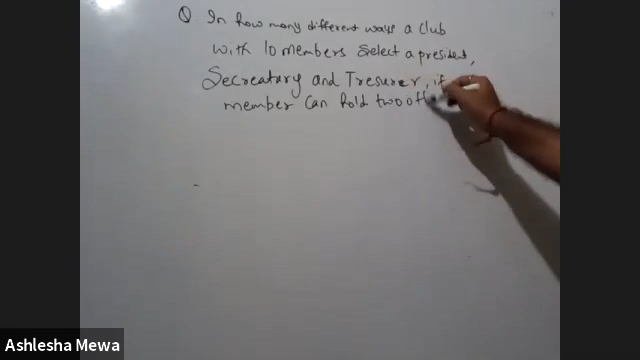 Q. In how many different ways a club
with 10 members select a president,
Secreatary and Tresurer, if
member can hold two off
Ashlesha Mewa